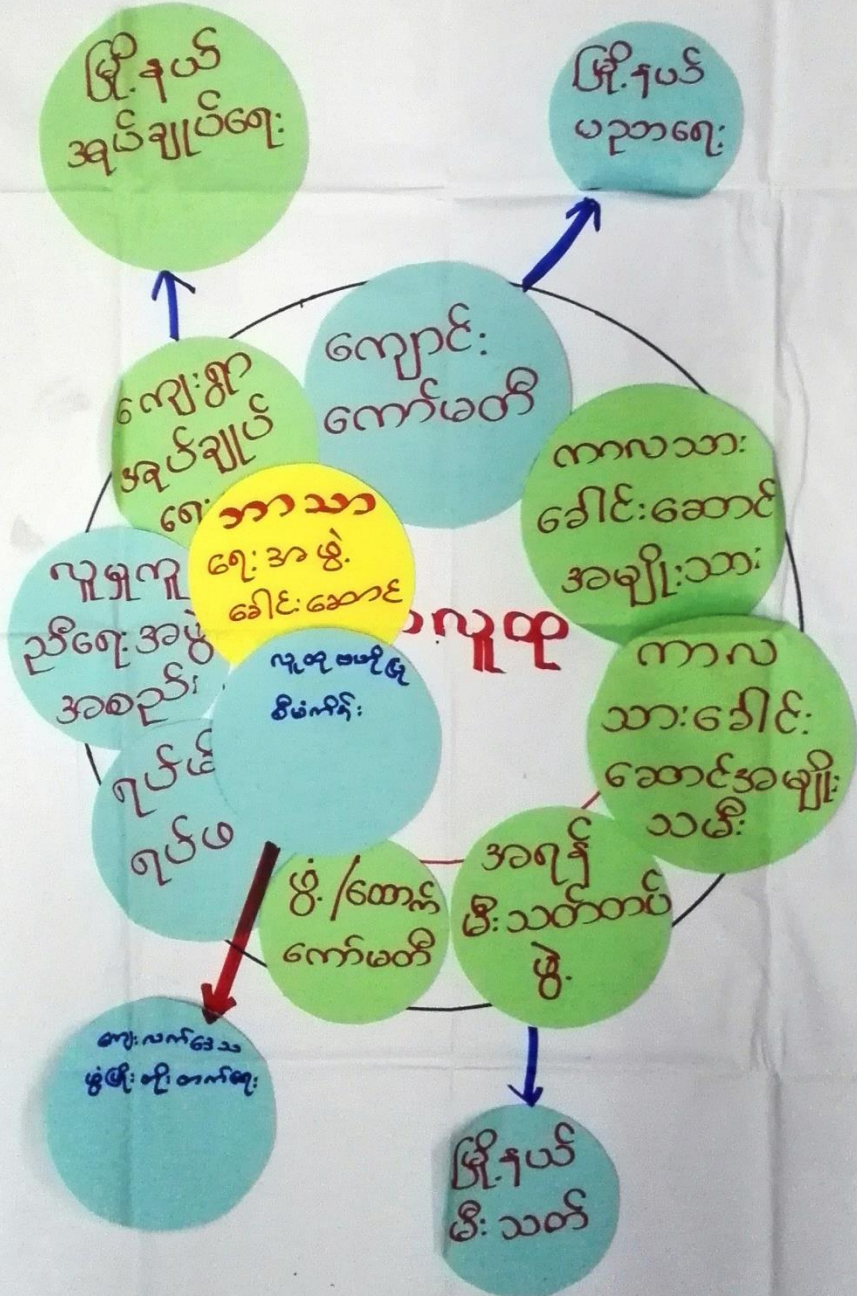 မြို့နယ်
အုပ်ချုပ်ရေး
မြို့နယ်
ပညာရေး
ကျောင်း
ကော်မတီ
ကျေးရွာ
အုပ်ချုပ်
ရေး
ဘာသာ
ရေးအဖွဲ့
ခေါင်းဆောင်
ကာလသား
ခေါင်းဆောင်
အမျိုးသား
လူမှုကူ
ညီရေးအဖွဲ့
အစည်း
လူထု
လူထုဗဟိုပြု
စီမံကိန်း
ကာလ
သားခေါင်း
ဆောင်အမျိုး
သမီး
ရပ်မိ
ရပ်ဖ
ဖွံ့/ထောက်
ကော်မတီ
အရန်
မီးသတ်တပ်
ဖွဲ့
ကျေးလက်ဒေသ
ဖွံ့ဖြိုးတိုးတက်ရေး
မြို့နယ်
မီးသတ်